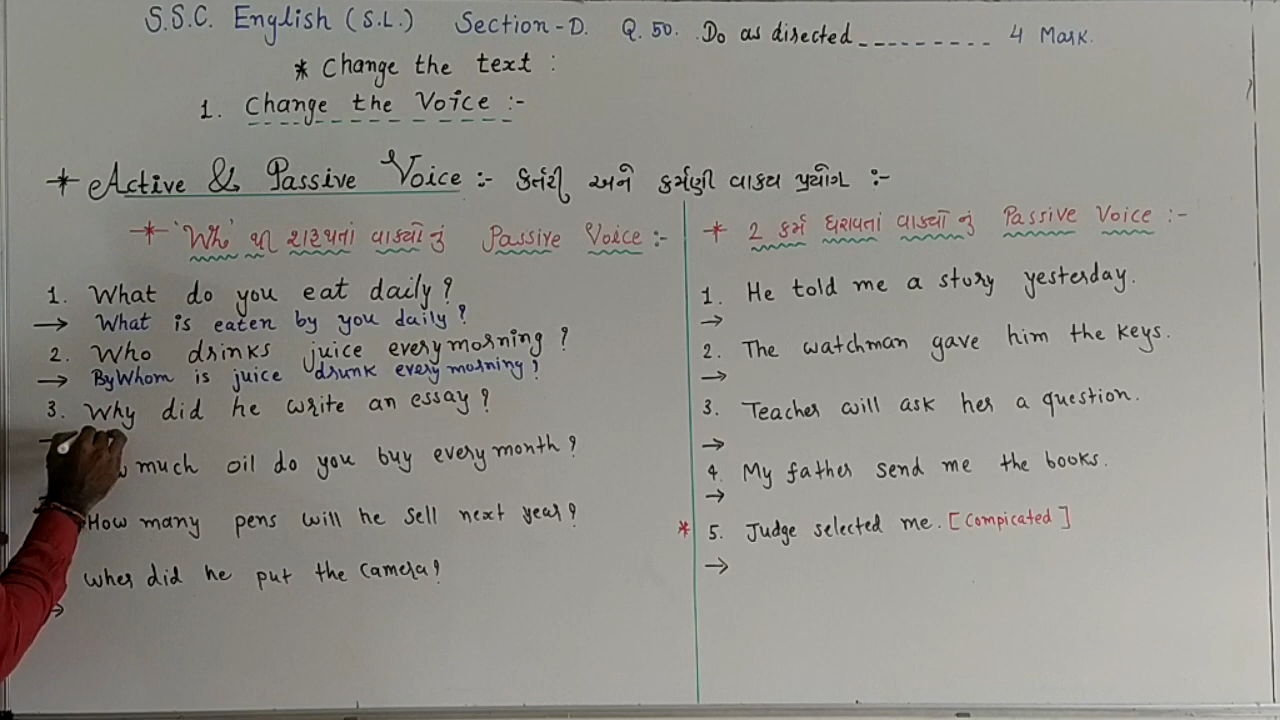 S.S.C. English (S.L.) Section-D. Q. 50. Do as directed _ _ _ _ _ _ _ _ _ 4 Mark.
* Change the text :
1. Change the Voice :-
* Active & Passive Voice :- કર્તરી અને કર્મણી વાક્ય પ્રયોગ :-
* 'Wh' થી શરૂથતાં વાક્યોનું Passive Voice :-
1. What do you eat daily?
→ What is eaten by you daily?
2. Who drinks juice every morning?
→ By Whom is juice drunk every morning?
3. Why did he write an essay?
much oil do you buy every month?
How many pens will he sell next year?
Wher did he put the camera?
→
* 2 કર્મ ધરાવતાં વાક્યોનું Passive Voice :-
1. He told me a story yesterday.
→
2. The watchman gave him the keys.
→
3. Teacher will ask her a question.
→
4. My father send me the books.
→
* 5. Judge selected me. [Compicated]
→